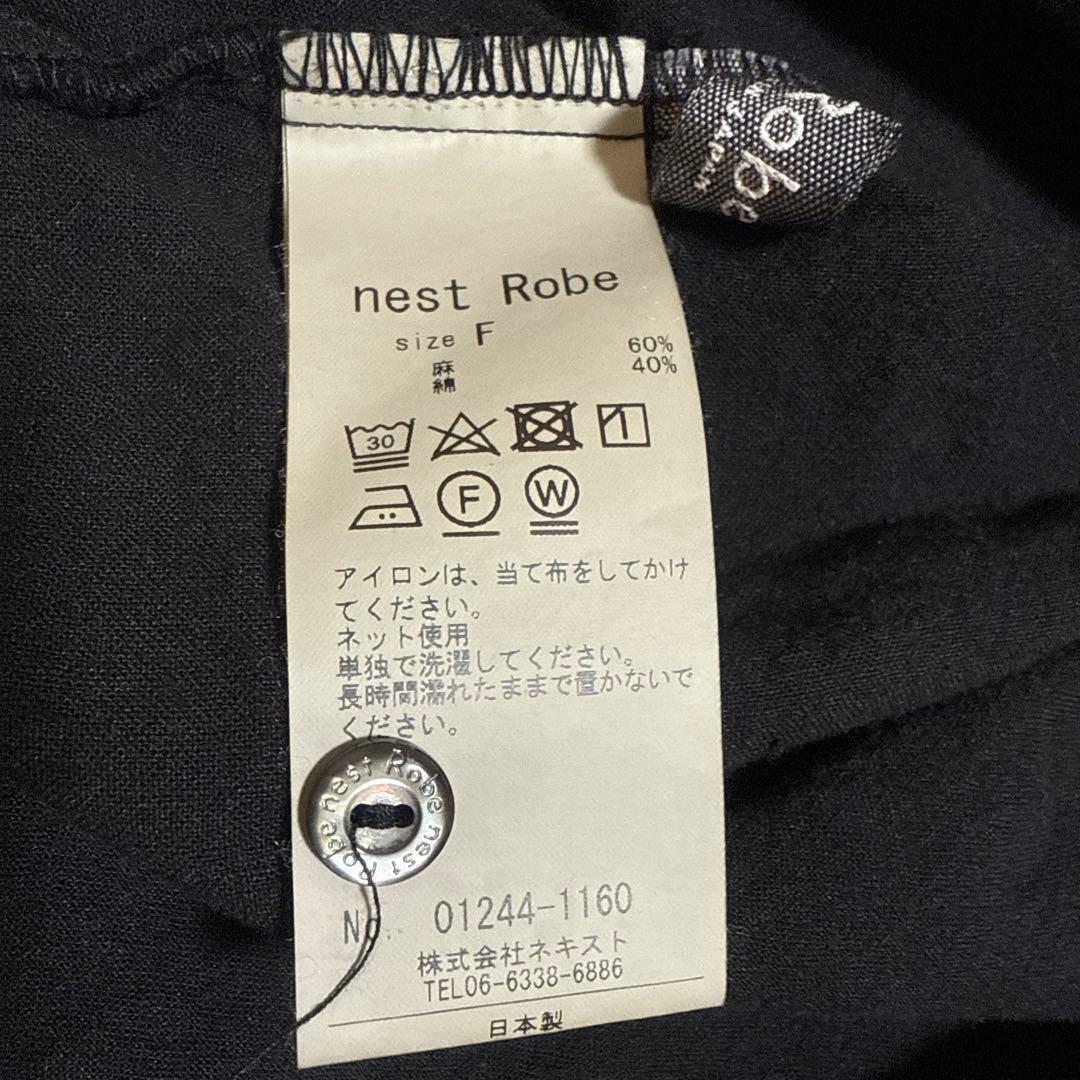 nest Robe
size F
麻 60%
綿 40%
30
F W
アイロンは、当て布をしてかけ
てください。
ネット使用
単独で洗濯してください。
長時間濡れたままで置かないで
ください。
nest Robe nest Robe
No. 01244-1160
株式会社ネキスト
TEL06-6338-6886
日本製
Robe
JAPAN